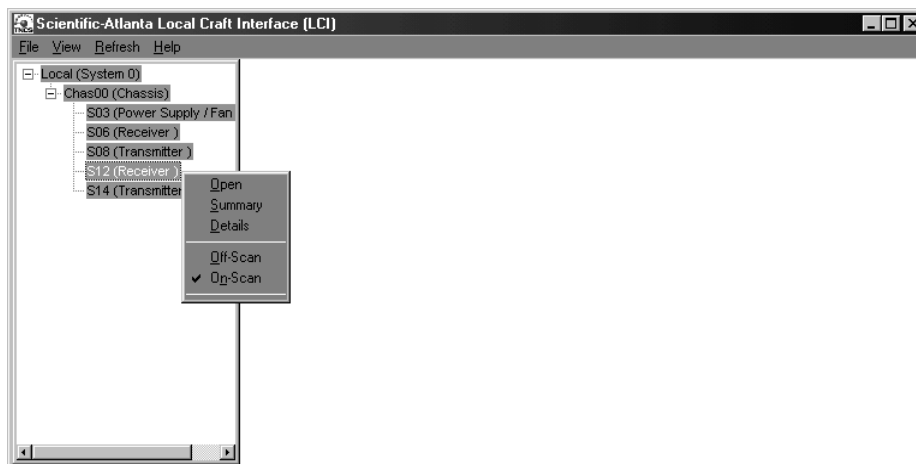 Scientific-Atlanta Local Craft Interface (LCI)
File View Refresh Help
Local (System 0)
Chas00 (Chassis)
S03 (Power Supply / Fan
S06 (Receiver )
S08 (Transmitter )
S12 (Receiver )
S14 (Transmitter
Open
Summary
Details
Off-Scan
On-Scan